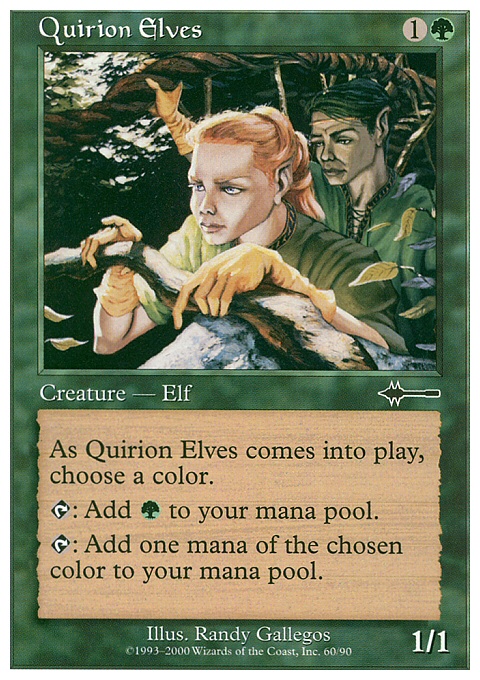 Quirion Elves 1
Creature — Elf
As Quirion Elves comes into play,
choose a color.
: Add to your mana pool.
: Add one mana of the chosen
color to your mana pool.
Illus. Randy Gallegos
©1993–2000 Wizards of the Coast, Inc. 60/90
1/1